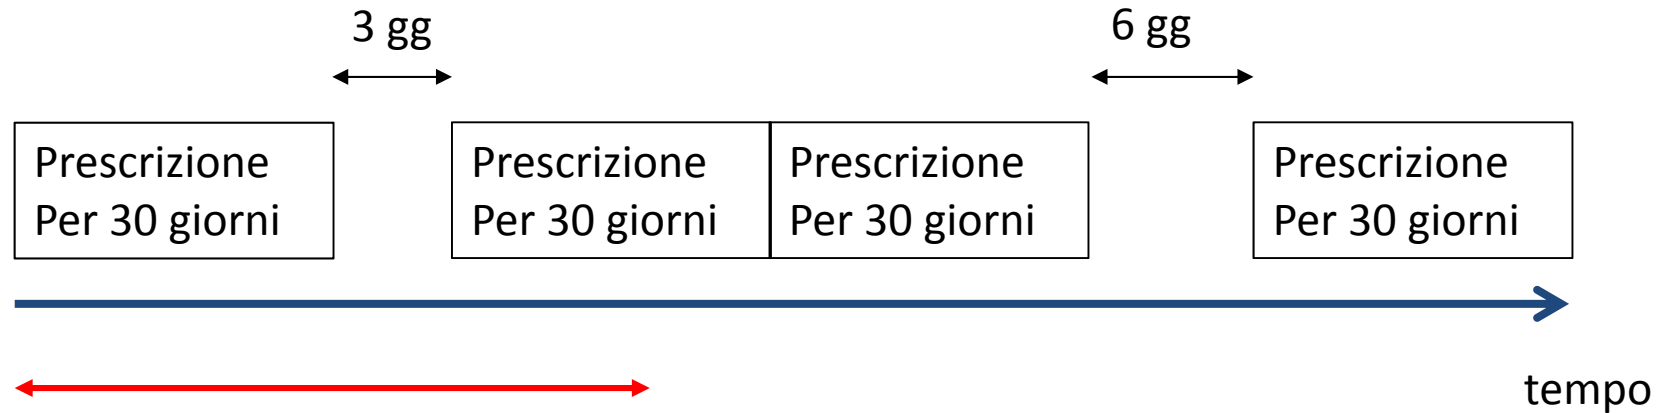 3 gg
6 gg
Prescrizione
Per 30 giorni
Prescrizione
Per 30 giorni
Prescrizione
Per 30 giorni
Prescrizione
Per 30 giorni
tempo